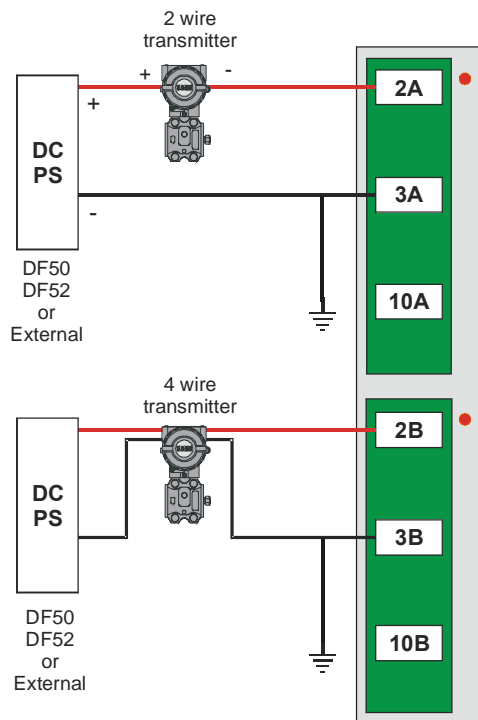 2 wire
transmitter
+
-
+
DC
PS
-
DF50
DF52
or
External
2A
3A
10A
4 wire
transmitter
DC
PS
DF50
DF52
or
External
2B
3B
10B